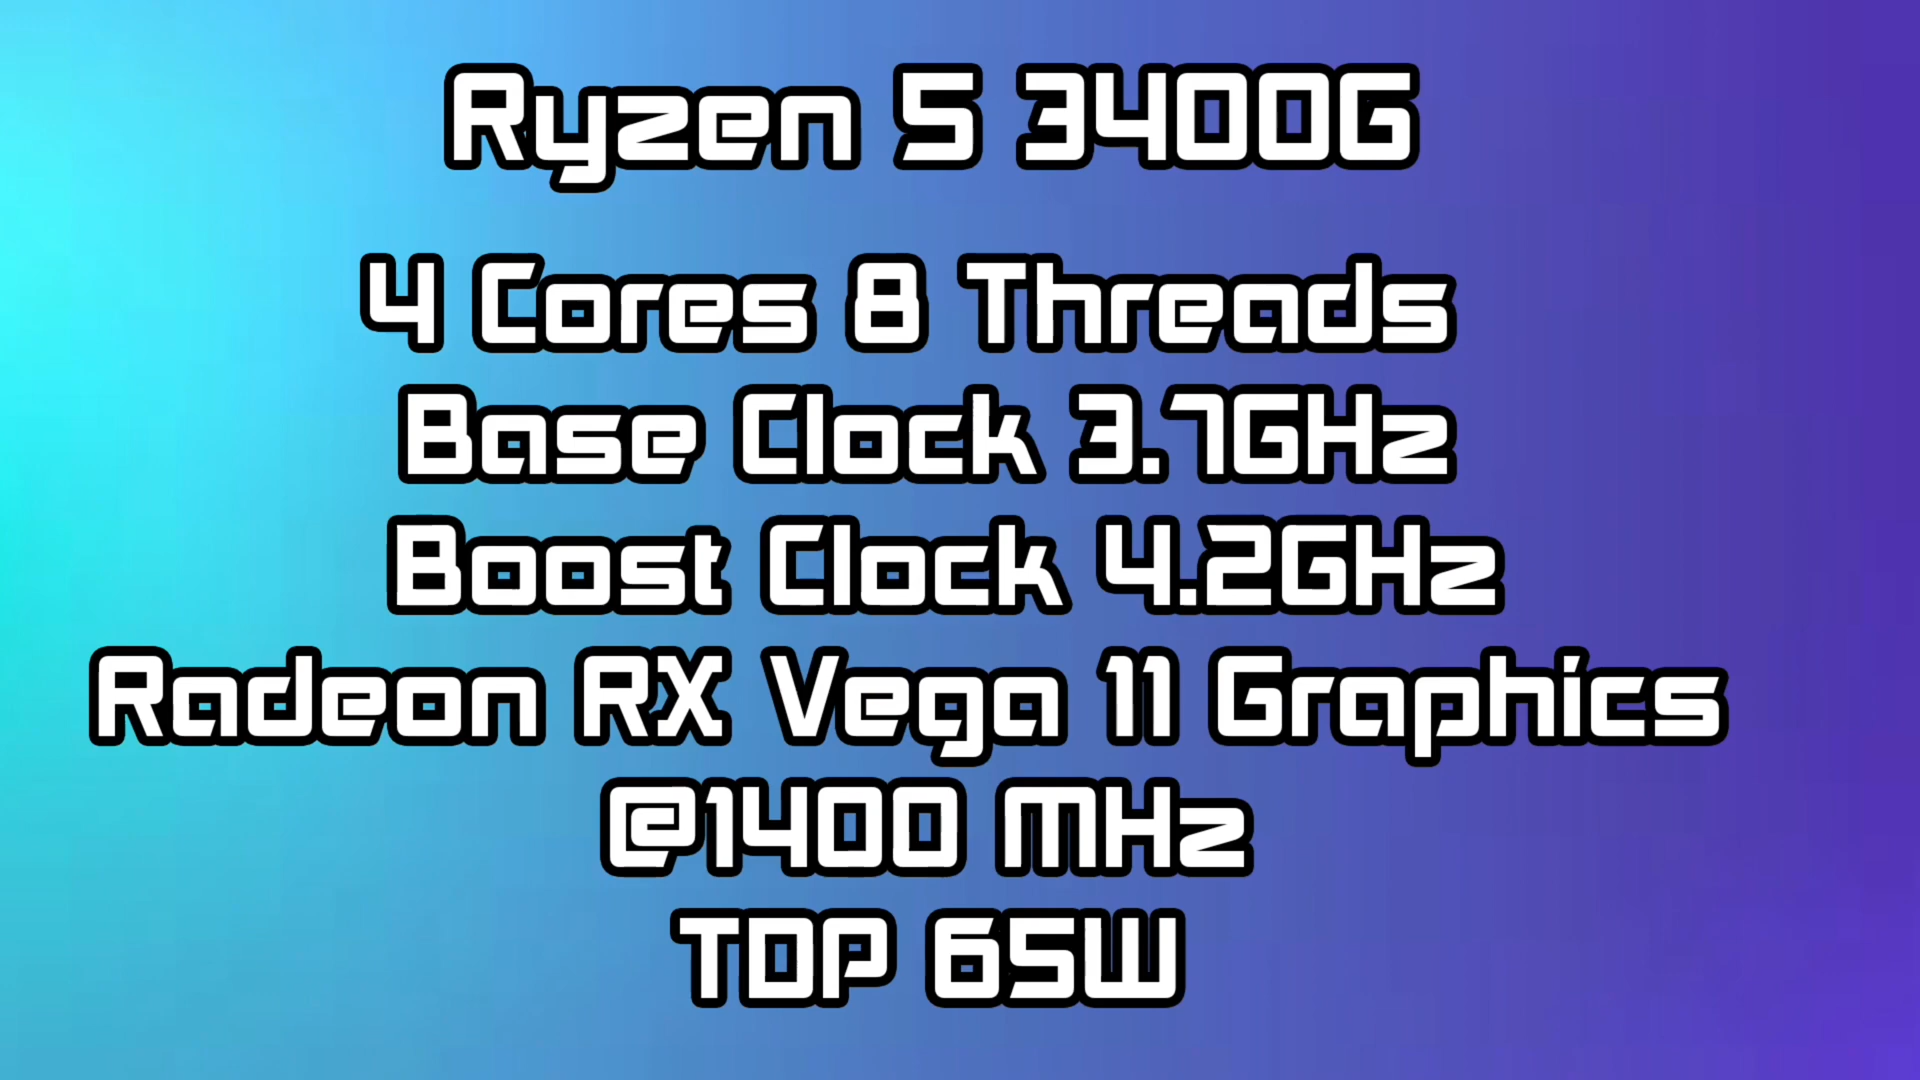 Ryzen 5 3400G
4 Cores 8 Threads
Base Clock 3.7GHz
Boost Clock 4.2GHz
Radeon RX Vega 11 Graphics
@1400 MHz
TDP 65W